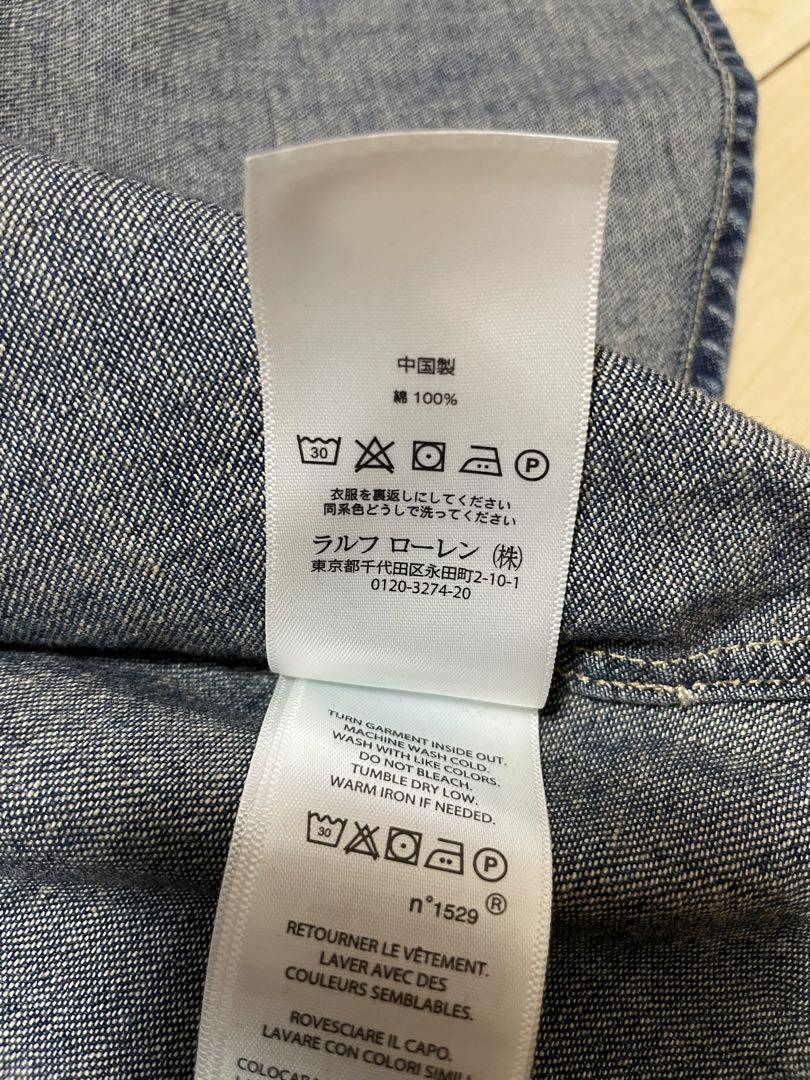 中国製
綿 100%
30 P
衣服を裏返しにしてください
同系色どうしで洗ってください
ラルフ ローレン (株)
東京都千代田区永田町2-10-1
0120-3274-20
TURN GARMENT INSIDE OUT.
MACHINE WASH COLD.
WASH WITH LIKE COLORS.
DO NOT BLEACH.
TUMBLE DRY LOW.
WARM IRON IF NEEDED.
30 P
n°1529 ®
RETOURNER LE VÊTEMENT.
LAVER AVEC DES
COULEURS SEMBLABLES.
ROVESCIARE IL CAPO.
LAVARE CON COLORI SIMILI